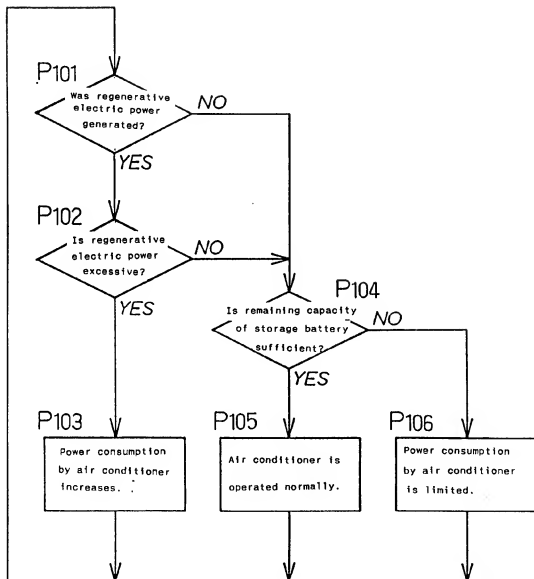 P101
Was regenerative
electric power
generated?
NO
YES
P102
Is regenerative
electric power
excessive?
NO
YES
P104
Is remaining capacity
of storage battery
sufficient?
NO
YES
P103
Power consumption
by air conditioner
increases.
P105
Air conditioner is
operated normally.
P106
Power consumption
by air conditioner
is limited.